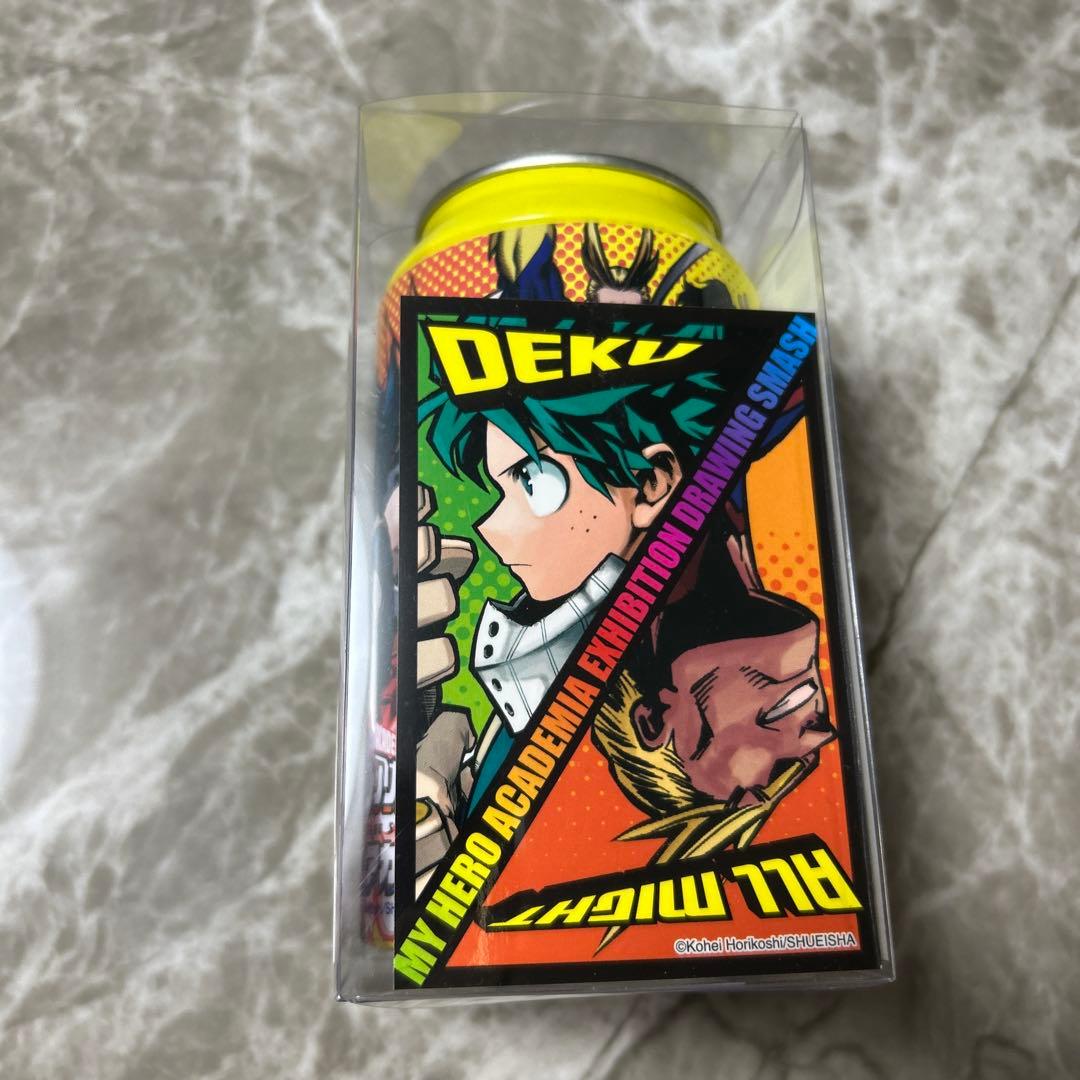 DEKU
MY HERO ACADEMIA EXHIBITION DRAWING SMASH
ALL MIGHT
©Kohei Horikoshi/SHUEISHA